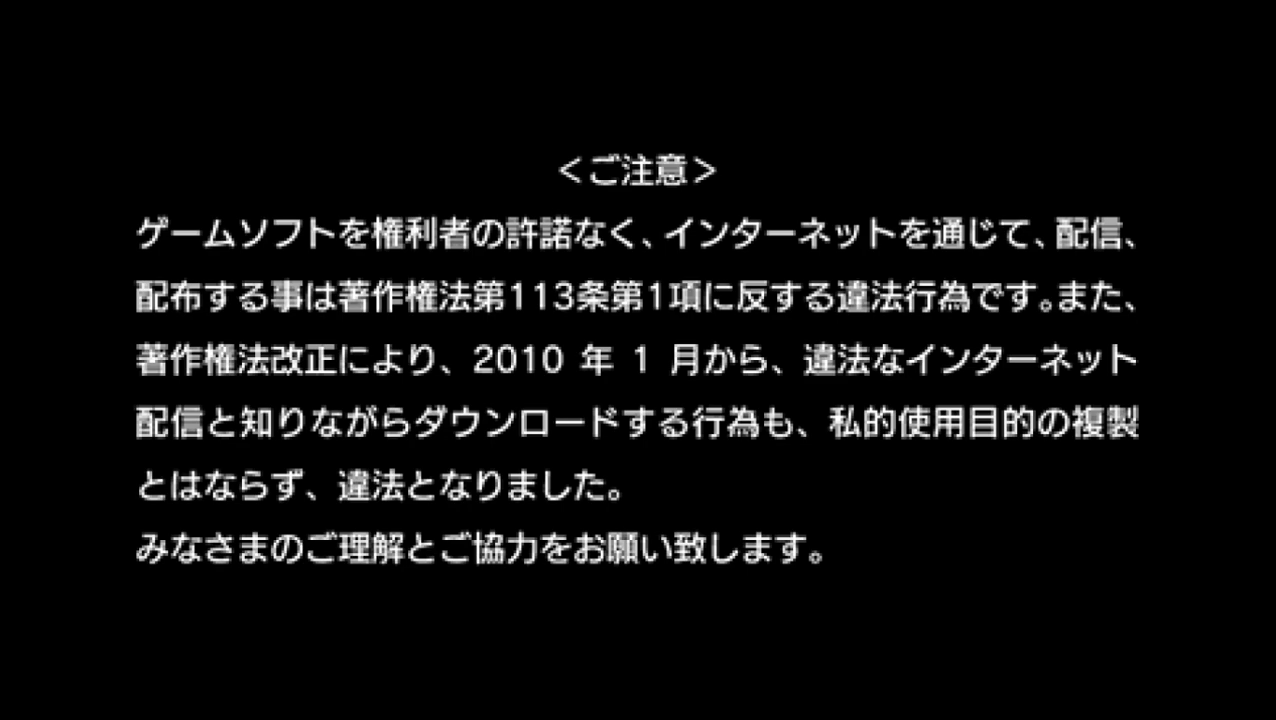 ＜ご注意＞
ゲームソフトを権利者の許諾なく、インターネットを通じて、配信、
配布する事は著作権法第113条第1項に反する違法行為です。また、
著作権法改正により、2010 年 1 月から、違法なインターネット
配信と知りながらダウンロードする行為も、私的使用目的の複製
とはならず、違法となりました。
みなさまのご理解とご協力をお願い致します。